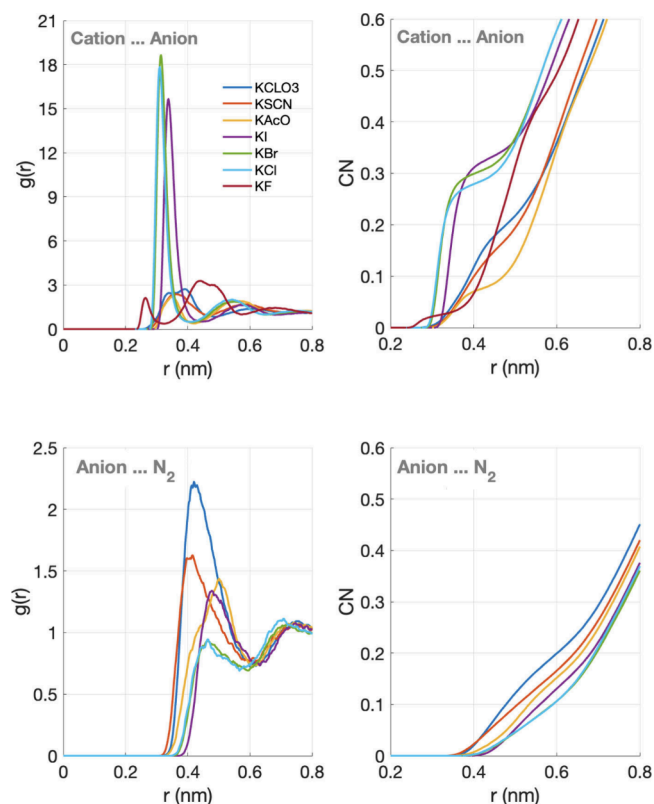 21
18
15
12
9
6
3
0
g(r)
Cation ... Anion
KCLO3
KSCN
KAcO
KI
KBr
KCl
KF
0 0.2 0.4 0.6 0.8
r (nm)
0.6
0.5
0.4
0.3
0.2
0.1
0
CN
Cation ... Anion
0.2 0.4 0.6 0.8
r (nm)
2.5
2
1.5
1
0.5
0
g(r)
Anion ... N₂
0 0.2 0.4 0.6 0.8
r (nm)
0.6
0.5
0.4
0.3
0.2
0.1
0
CN
Anion ... N₂
0.2 0.4 0.6 0.8
r (nm)